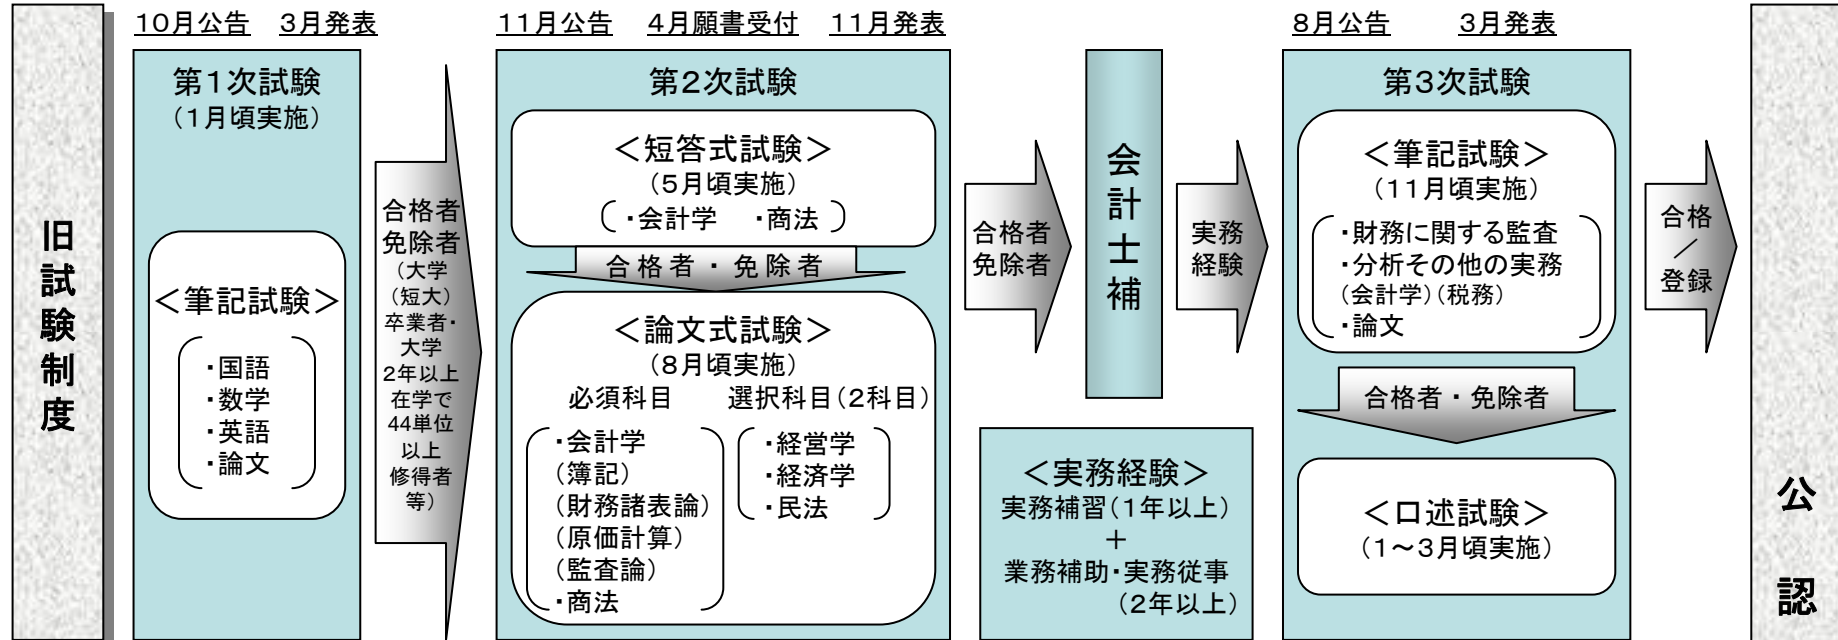 旧試験制度
10月公告 3月発表
第1次試験
(1月頃実施)
＜筆記試験＞
・国語
・数学
・英語
・論文
合格者
免除者
(大学
(短大)
卒業者・
大学
2年以上
在学で
44単位
以上
修得者
等)
11月公告 4月願書受付 11月発表
第2次試験
＜短答式試験＞
(5月頃実施)
・会計学 ・商法
合格者・免除者
＜論文式試験＞
(8月頃実施)
必須科目 選択科目(2科目)
・会計学
(簿記)
(財務諸表論)
(原価計算)
(監査論)
・商法
・経営学
・経済学
・民法
合格者
免除者
会計士補
実務
経験
＜実務経験＞
実務補習(1年以上)
＋
業務補助・実務従事
(2年以上)
8月公告 3月発表
第3次試験
＜筆記試験＞
(11月頃実施)
・財務に関する監査
・分析その他の実務
(会計学)(税務)
・論文
合格者・免除者
＜口述試験＞
(1～3月頃実施)
合格
／
登録
公認